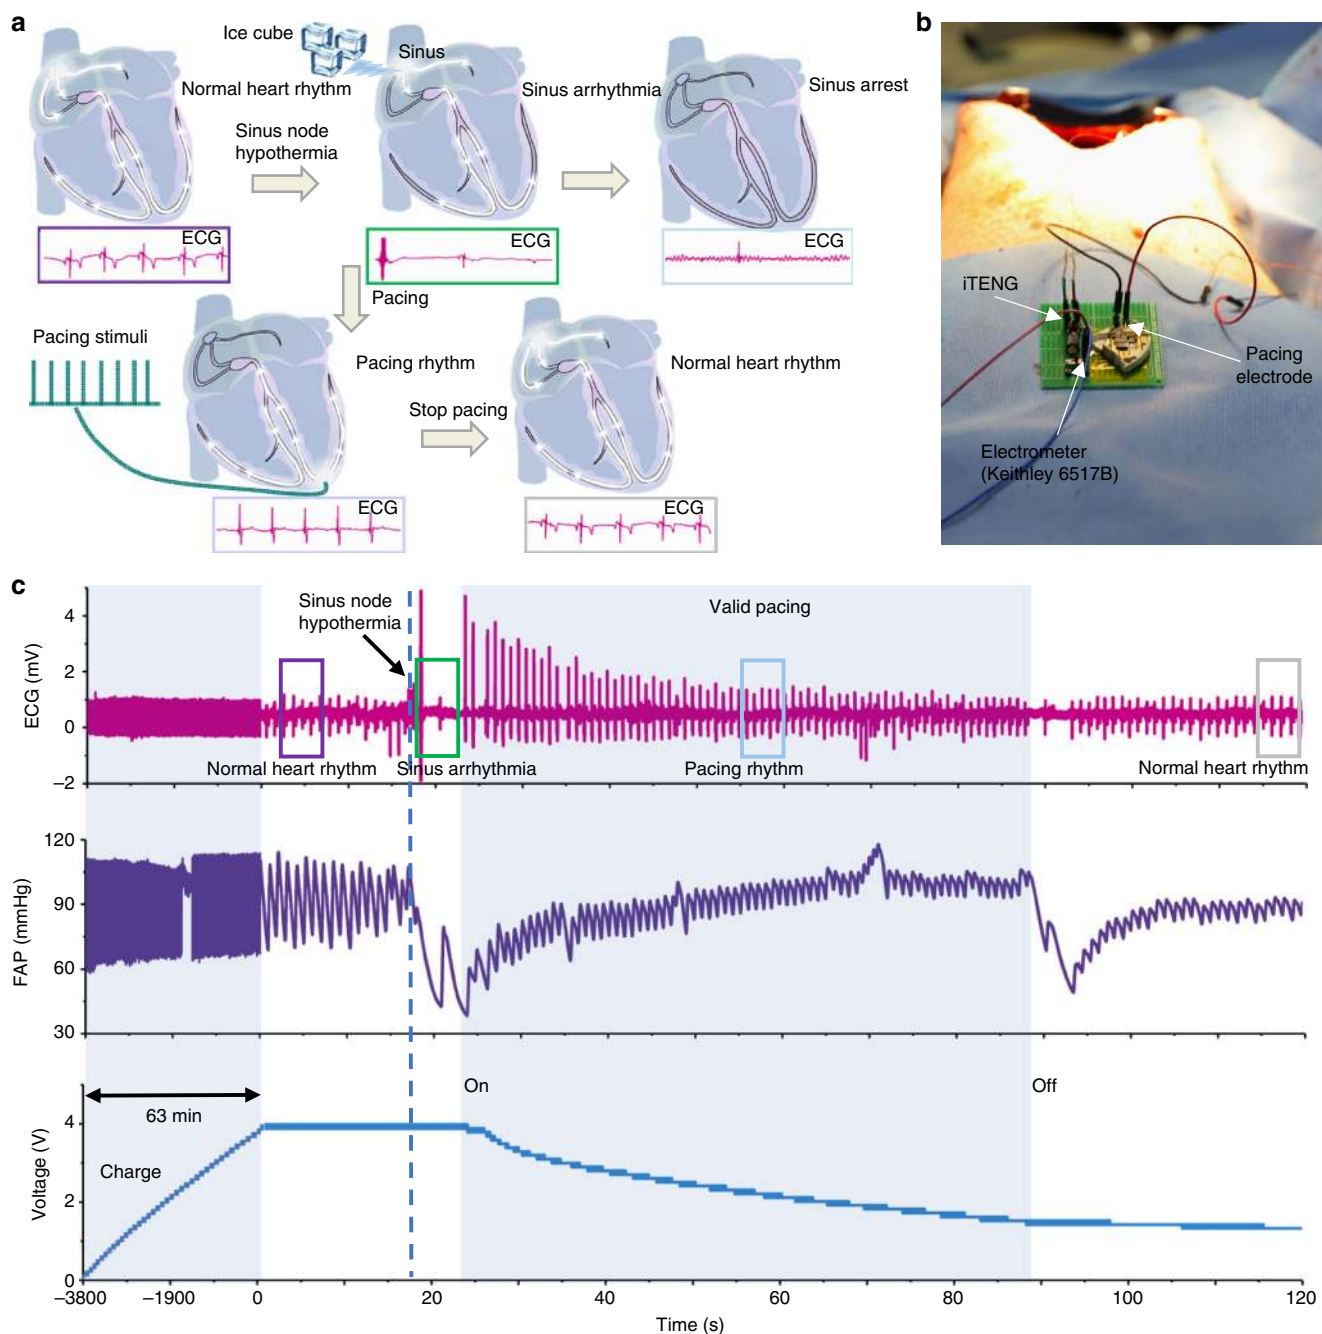 a
Ice cube
Sinus
Normal heart rhythm
Sinus arrhythmia
Sinus arrest
Sinus node
hypothermia
ECG
ECG
ECG
Pacing
Pacing stimuli
Pacing rhythm
Normal heart rhythm
Stop pacing
ECG
ECG
b
iTENG
Pacing
electrode
Electrometer
(Keithley 6517B)
c
Sinus node
hypothermia
Valid pacing
ECG (mV)
4
2
0
–2
Normal heart rhythm
Sinus arrhythmia
Pacing rhythm
Normal heart rhythm
FAP (mmHg)
120
90
60
30
On
Off
63 min
Charge
Voltage (V)
4
2
0
–3800
–1900
0
20
40
60
80
100
120
Time (s)